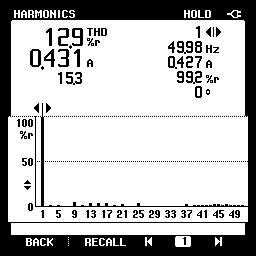 HARMONICS HOLD
12,9 THD %r
1
49,98 Hz
0,431 A
0,427 A
15,3
99,2 %r
0 °
100
%r
50
0
1 5 9 13 17 21 25 29 33 37 41 45 49
BACK RECALL 1